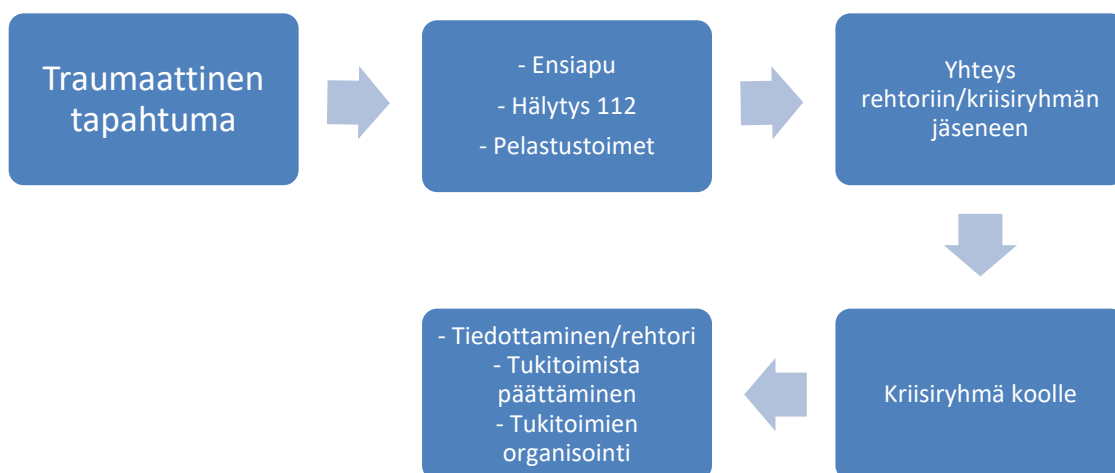 Traumaattinen
tapahtuma
- Ensiapu
- Hälytys 112
- Pelastustoimet
Yhteys
rehtoriin/kriisiryhmän
jäseneen
Kriisiryhmä koolle
- Tiedottaminen/rehtori
- Tukitoimista
päättäminen
- Tukitoimien
organisointi